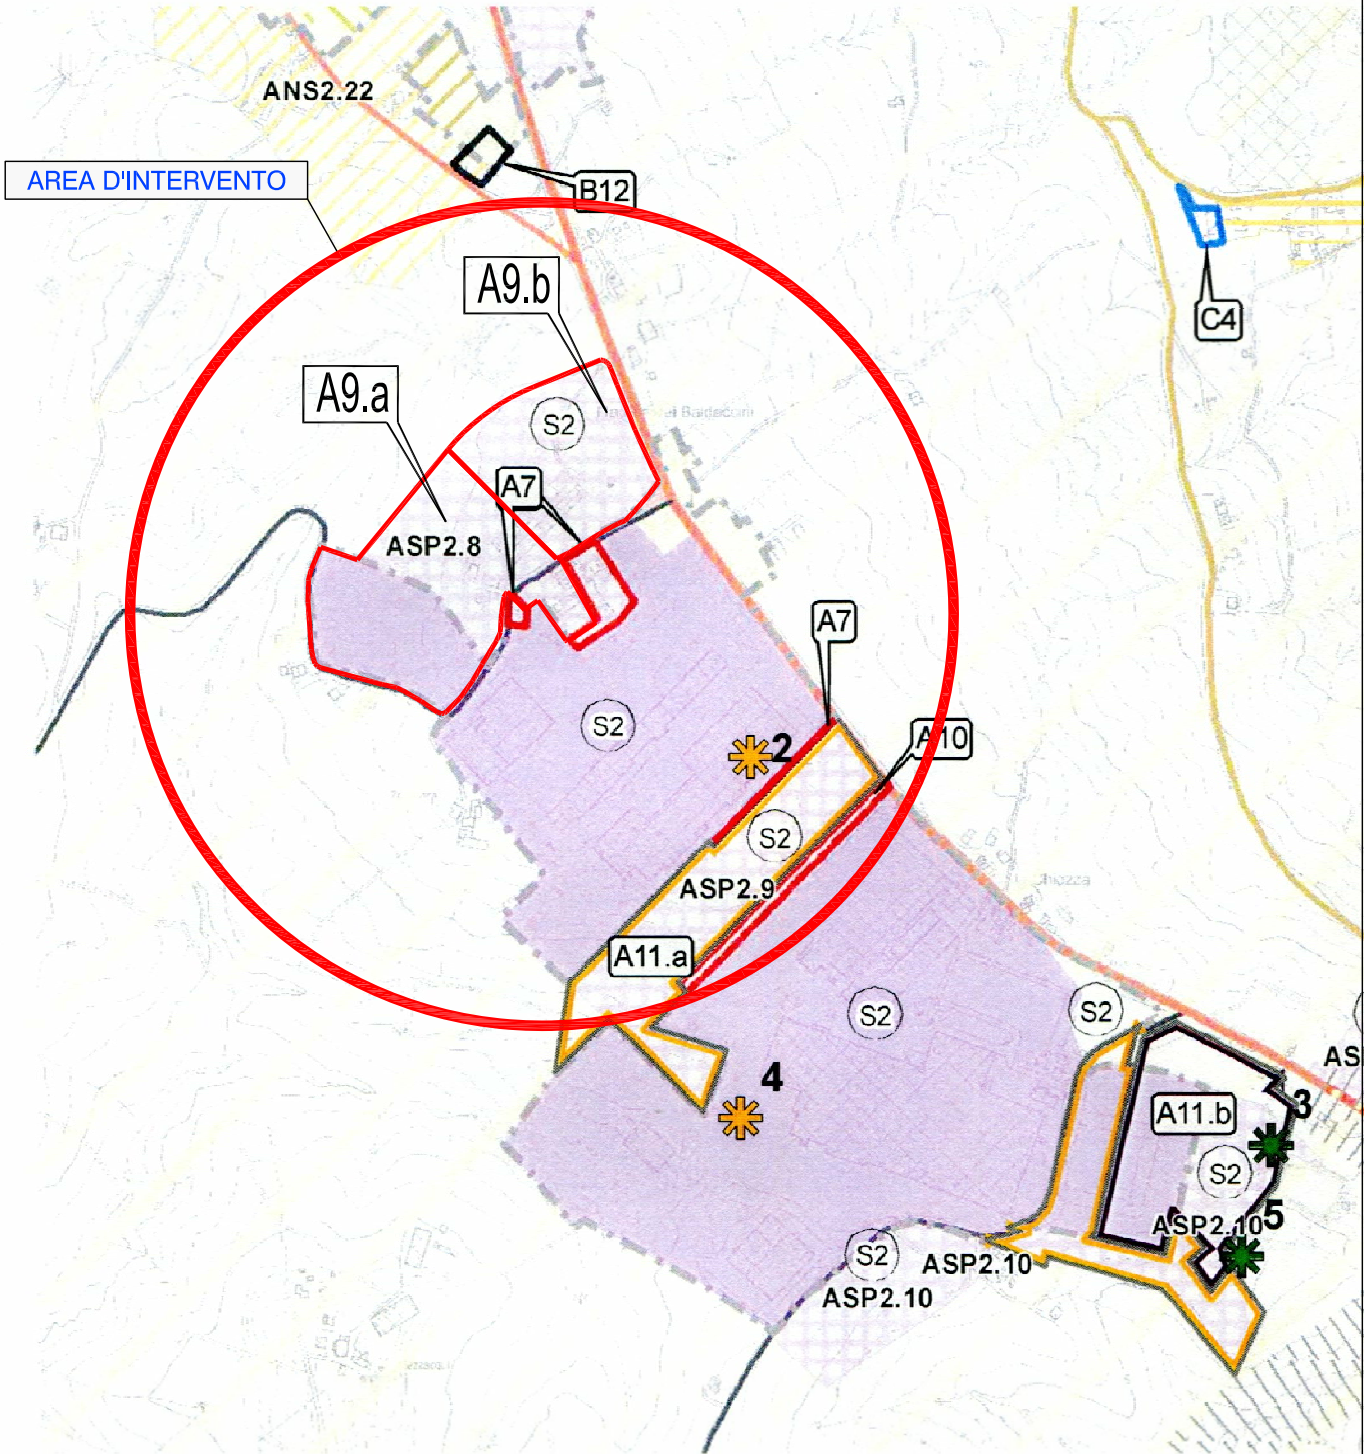 ANS2.22
AREA D'INTERVENTO
B12
A9.b
C4
A9.a
S2
A7
ASP2.8
A7
S2
2
A10
S2
ASP2.9
A11.a
S2
S2
AS
4
A11.b
3
S2
ASP2.10
5
S2
ASP2.10
ASP2.10